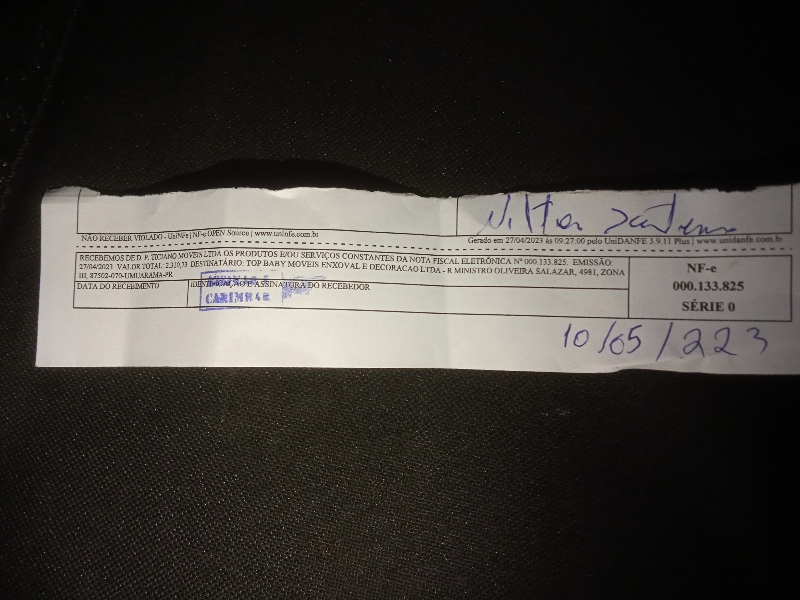 NÃO RECEBER VIOLADO - UniNFe | NF-e OPEN Source | www.uninfe.com.br
Gerado em 27/04/2023 às 09:27:00 pelo UniDANFE 3.9.11 Plus | www.unidanfe.com.br
RECEBEMOS DE D. F. TICIANO MOVEIS LTDA OS PRODUTOS E/OU SERVIÇOS CONSTANTES DA NOTA FISCAL ELETRÔNICA Nº 000.133.825. EMISSÃO:
27/04/2023 VALOR TOTAL: 2.310,73 DESTINATÁRIO: TOP BABY MOVEIS ENXOVAL E DECORACAO LTDA - R MINISTRO OLIVEIRA SALAZAR, 4981, ZONA
III, 87502-070-UMUARAMA-PR
DATA DO RECEBIMENTO
IDENTIFICAÇÃO E ASSINATURA DO RECEBEDOR
CARIMBAR
NF-e
000.133.825
SÉRIE 0
10/05/223